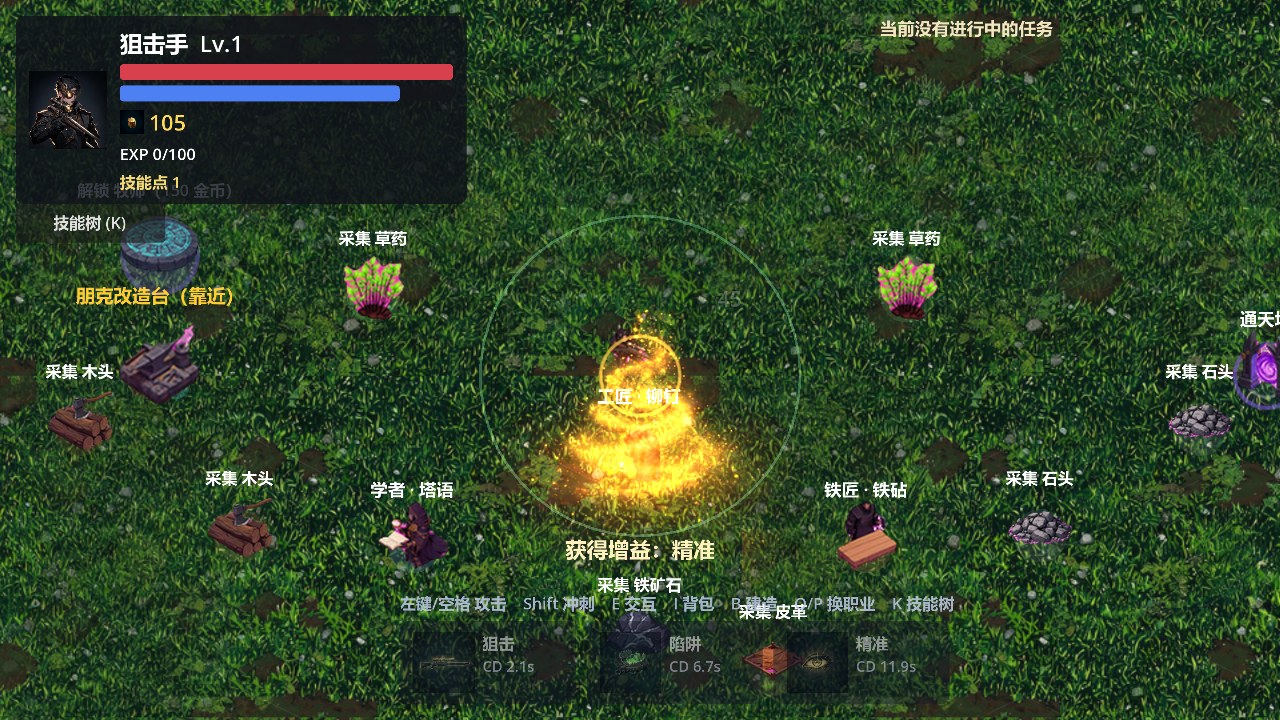 狙击手 Lv.1
105
EXP 0/100
技能点 1
技能树 (K)
当前没有进行中的任务
采集 草药
采集 草药
朋克改造台（靠近）
采集 木头
采集 石头
工匠 · 铆钉
采集 木头
学者 · 塔语
铁匠 · 铁砧
采集 石头
获得增益：精准
采集 铁矿石
左键/空格 攻击 Shift 冲刺 E 交互 I 背包 B 建造 O/P 换职业 K 技能树
采集 皮革
狙击
CD 2.1s
陷阱
CD 6.7s
精准
CD 11.9s